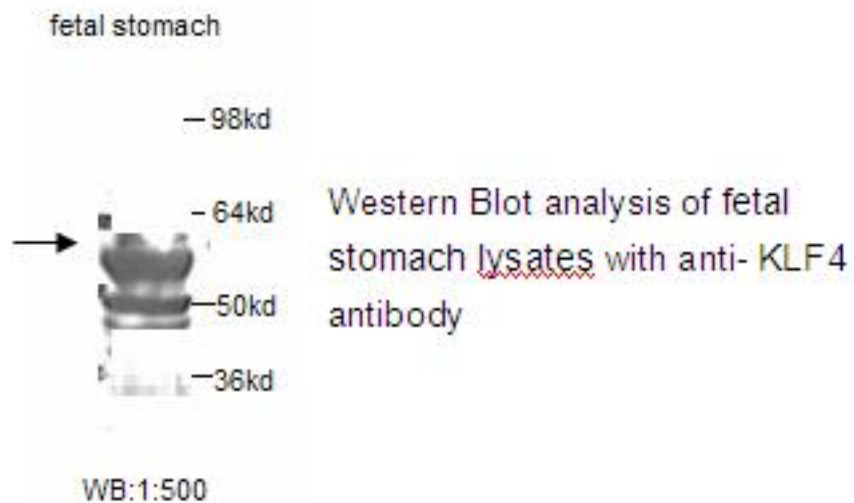 fetal stomach
98kd
64kd
50kd
36kd
WB:1:500
Western Blot analysis of fetal
stomach lysates with anti- KLF4
antibody